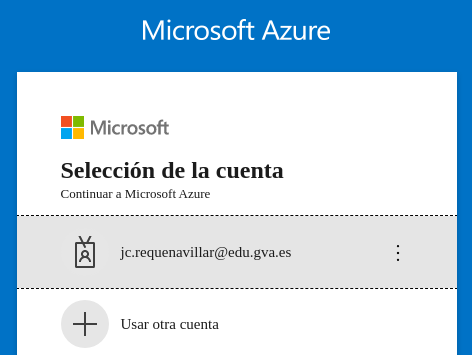 Microsoft Azure
Microsoft
Selección de la cuenta
Continuar a Microsoft Azure
jc.requenavillar@edu.gva.es
Usar otra cuenta